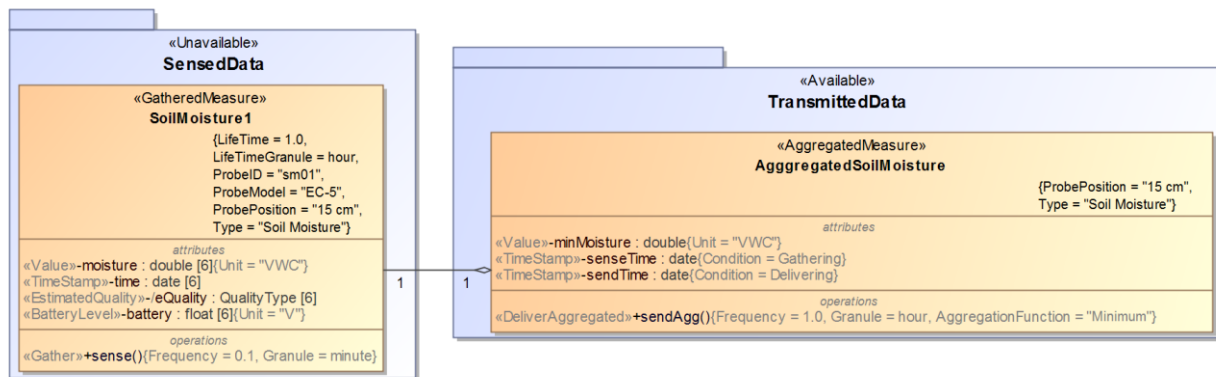 «Unavailable»
SensedData
«GatheredMeasure»
SoilMoisture1
{LifeTime = 1.0,
LifeTimeGranule = hour,
ProbeID = "sm01",
ProbeModel = "EC-5",
ProbePosition = "15 cm",
Type = "Soil Moisture"}
attributes
«Value»-moisture : double [6]{Unit = "VWC"}
«TimeStamp»-time : date [6]
«EstimatedQuality»-/eQuality : QualityType [6]
«BatteryLevel»-battery : float [6]{Unit = "V"}
operations
«Gather»+sense(){Frequency = 0.1, Granule = minute}
1
1
«Available»
TransmittedData
«AggregatedMeasure»
AgggregatedSoilMoisture
{ProbePosition = "15 cm",
Type = "Soil Moisture"}
attributes
«Value»-minMoisture : double{Unit = "VWC"}
«TimeStamp»-senseTime : date{Condition = Gathering}
«TimeStamp»-sendTime : date{Condition = Delivering}
operations
«DeliverAggregated»+sendAgg(){Frequency = 1.0, Granule = hour, AggregationFunction = "Minimum"}